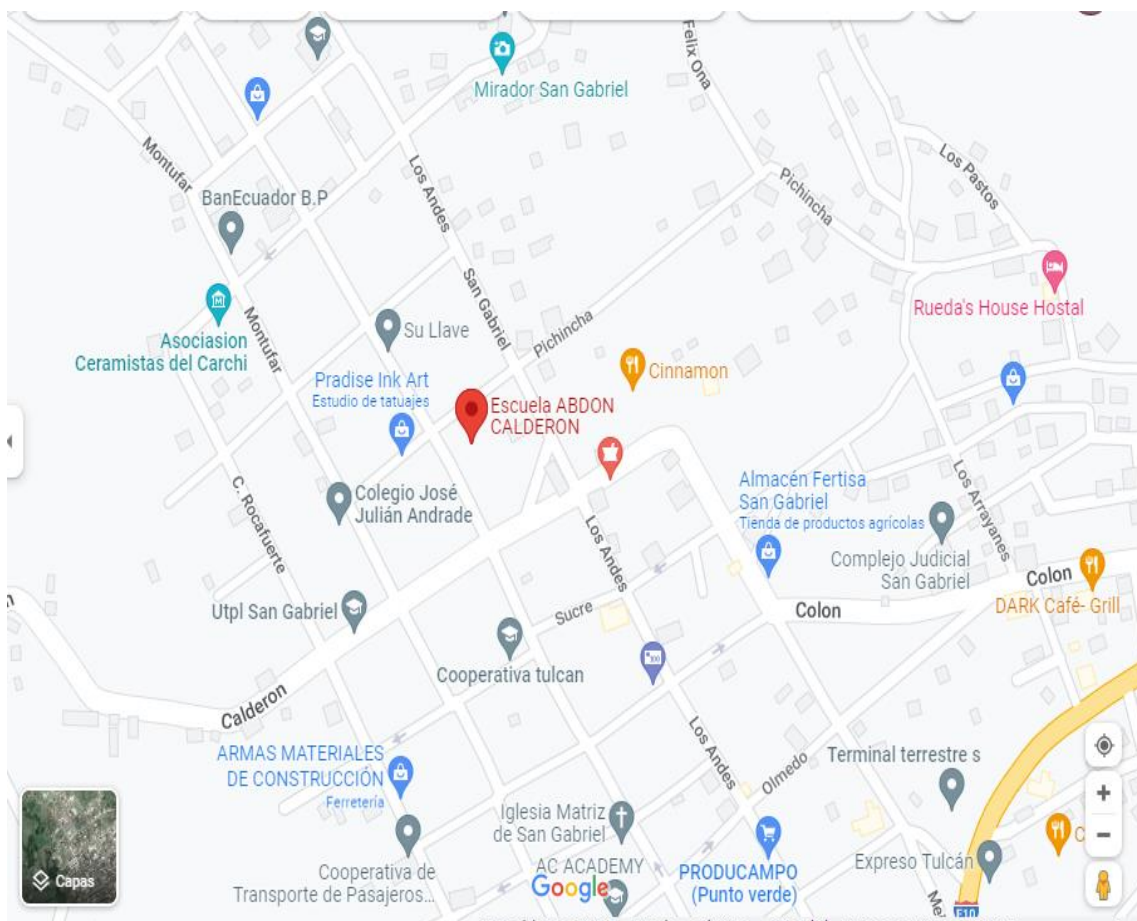 Felix Ona
Mirador San Gabriel
Montufar
Los Andes
Los Pastos
Pichincha
BanEcuador B.P
San Gabriel
Rueda's House Hostal
Asociasion
Ceramistas del Carchi
Montufar
Su Llave
Pichincha
Pradise Ink Art
Estudio de tatuajes
Cinnamon
Escuela ABDON
CALDERON
Almacén Fertisa
San Gabriel
Tienda de productos agrícolas
Los Arrayanes
Colegio José
Julián Andrade
C. Rocafuerte
Los Andes
Complejo Judicial
San Gabriel
Colon
DARK Café- Grill
Colon
Utpl San Gabriel
Sucre
Cooperativa tulcan
Calderon
Los Andes
ARMAS MATERIALES
DE CONSTRUCCIÓN
Ferretería
Olmedo
Terminal terrestre s
Iglesia Matriz
de San Gabriel
Cooperativa de
Transporte de Pasajeros...
AC ACADEMY
Google
PRODUCAMPO
(Punto verde)
Expreso Tulcán
C
Capas
E10